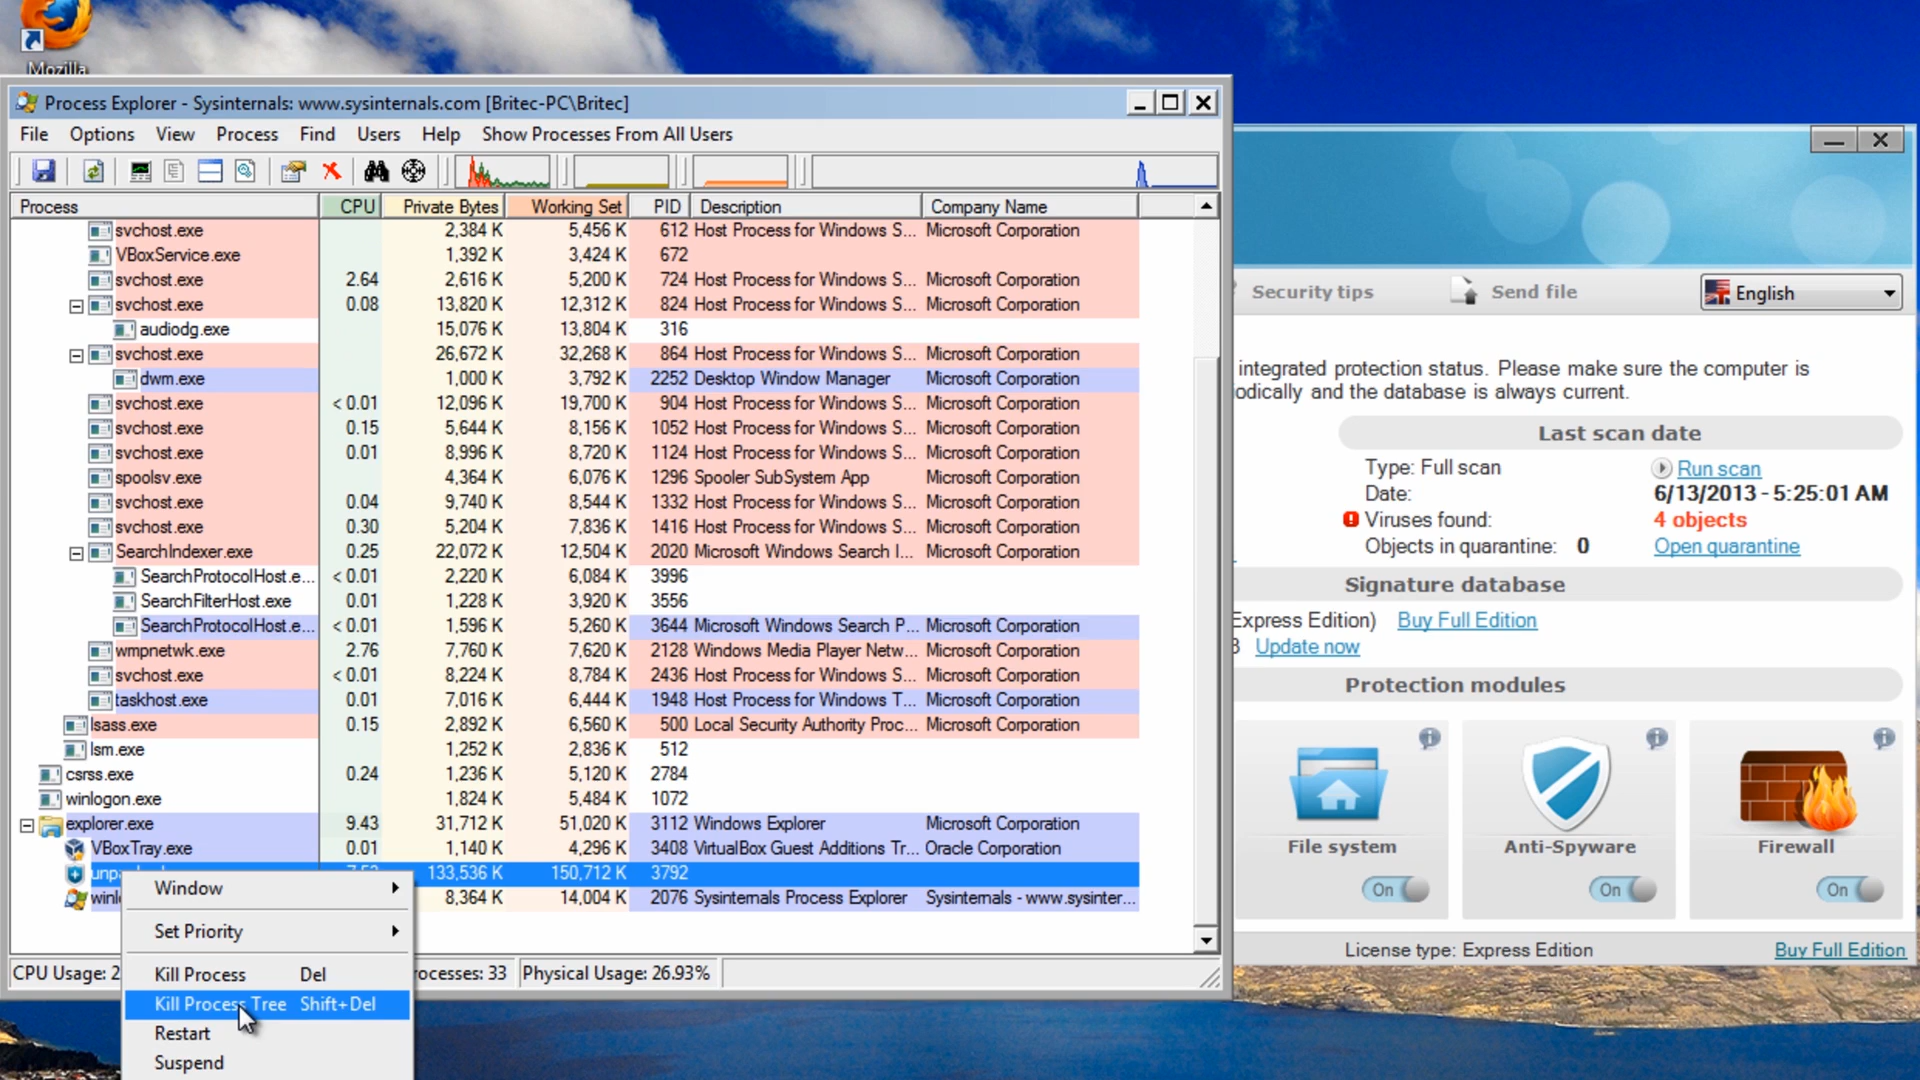 Mozilla
Process Explorer - Sysinternals: www.sysinternals.com [Britec-PC\Britec]
File Options View Process Find Users Help Show Processes From All Users
Process CPU Private Bytes Working Set PID Description Company Name
svchost.exe 2,384 K 5,456 K 612 Host Process for Windows S... Microsoft Corporation
VBoxService.exe 1,392 K 3,424 K 672
svchost.exe 2.64 2,616 K 5,200 K 724 Host Process for Windows S... Microsoft Corporation
svchost.exe 0.08 13,820 K 12,312 K 824 Host Process for Windows S... Microsoft Corporation
audiodg.exe 15,076 K 13,804 K 316
svchost.exe 26,672 K 32,268 K 864 Host Process for Windows S... Microsoft Corporation
dwm.exe 1,000 K 3,792 K 2252 Desktop Window Manager Microsoft Corporation
svchost.exe < 0.01 12,096 K 19,700 K 904 Host Process for Windows S... Microsoft Corporation
svchost.exe 0.15 5,644 K 8,156 K 1052 Host Process for Windows S... Microsoft Corporation
svchost.exe 0.01 8,996 K 8,720 K 1124 Host Process for Windows S... Microsoft Corporation
spoolsv.exe 4,364 K 6,076 K 1296 Spooler SubSystem App Microsoft Corporation
svchost.exe 0.04 9,740 K 8,544 K 1332 Host Process for Windows S... Microsoft Corporation
svchost.exe 0.30 5,204 K 7,836 K 1416 Host Process for Windows S... Microsoft Corporation
SearchIndexer.exe 0.25 22,072 K 12,504 K 2020 Microsoft Windows Search I... Microsoft Corporation
SearchProtocolHost.e... < 0.01 2,220 K 6,084 K 3996
SearchFilterHost.exe 0.01 1,228 K 3,920 K 3556
SearchProtocolHost.e... < 0.01 1,596 K 5,260 K 3644 Microsoft Windows Search P... Microsoft Corporation
wmpnetwk.exe 2.76 7,760 K 7,620 K 2128 Windows Media Player Netw... Microsoft Corporation
svchost.exe < 0.01 8,224 K 8,784 K 2436 Host Process for Windows S... Microsoft Corporation
taskhost.exe 0.01 7,016 K 6,444 K 1948 Host Process for Windows T... Microsoft Corporation
lsass.exe 0.15 2,892 K 6,560 K 500 Local Security Authority Proc... Microsoft Corporation
lsm.exe 1,252 K 2,836 K 512
csrss.exe 0.24 1,236 K 5,120 K 2784
winlogon.exe 1,824 K 5,484 K 1072
explorer.exe 9.43 31,712 K 51,020 K 3112 Windows Explorer Microsoft Corporation
VBoxTray.exe 0.01 1,140 K 4,296 K 3408 VirtualBox Guest Additions Tr... Oracle Corporation
133,536 K 150,712 K 3792
8,364 K 14,004 K 2076 Sysinternals Process Explorer Sysinternals - www.sysinter...
CPU Usage: 2 rocesses: 33 Physical Usage: 26.93%
Window
Set Priority
Kill Process Del
Kill Process Tree Shift+Del
Restart
Suspend
Security tips Send file English
integrated protection status. Please make sure the computer is
odically and the database is always current.
Last scan date
Type: Full scan Run scan
Date: 6/13/2013 - 5:25:01 AM
Viruses found: 4 objects
Objects in quarantine: 0 Open quarantine
Signature database
Express Edition) Buy Full Edition
3 Update now
Protection modules
File system Anti-Spyware Firewall
On On On
License type: Express Edition Buy Full Edition